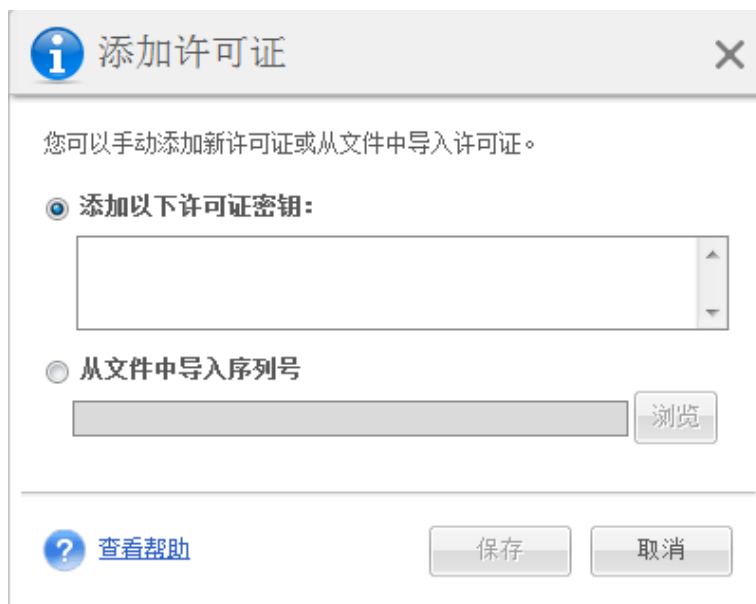 添加许可证
您可以手动添加新许可证或从文件中导入许可证。
添加以下许可证密钥：
从文件中导入序列号
浏览
查看帮助
保存
取消